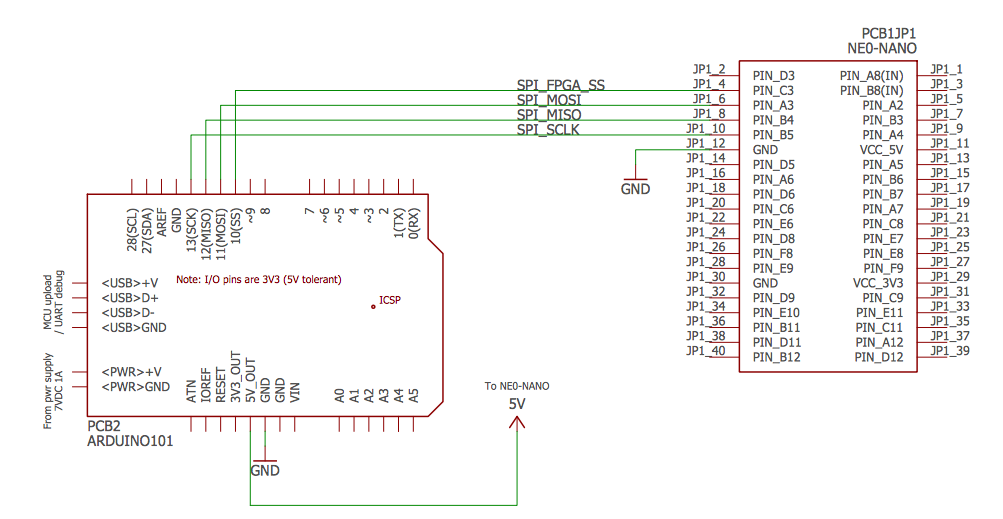 PCB1JP1
NE0-NANO
JP1_2 PIN_D3 PIN_A8(IN) JP1_1
SPI_FPGA_SS JP1_4 PIN_C3 PIN_B8(IN) JP1_3
SPI_MOSI JP1_6 PIN_A3 PIN_A2 JP1_5
SPI_MISO JP1_8 PIN_B4 PIN_B3 JP1_7
SPI_SCLK JP1_10 PIN_B5 PIN_A4 JP1_9
JP1_12 GND VCC_5V JP1_11
JP1_14 PIN_D5 PIN_A5 JP1_13
JP1_16 PIN_A6 PIN_B6 JP1_15
GND
JP1_18 PIN_D6 PIN_B7 JP1_17
JP1_20 PIN_C6 PIN_A7 JP1_19
JP1_22 PIN_E6 PIN_C8 JP1_21
JP1_24 PIN_D8 PIN_E7 JP1_23
JP1_26 PIN_F8 PIN_E8 JP1_25
JP1_28 PIN_E9 PIN_F9 JP1_27
JP1_30 GND VCC_3V3 JP1_29
JP1_32 PIN_D9 PIN_C9 JP1_31
JP1_34 PIN_E10 PIN_E11 JP1_33
JP1_36 PIN_B11 PIN_C11 JP1_35
JP1_38 PIN_D11 PIN_A12 JP1_37
JP1_40 PIN_B12 PIN_D12 JP1_39
28(SCL)
27(SDA)
AREF
GND
13(SCK)
12(MISO)
11(MOSI)
10(SS)
~9
8
7
~6
~5
4
~3
2
1(TX)
0(RX)
Note: I/O pins are 3V3 (5V tolerant)
ICSP
MCU upload
/ UART debug
<USB>+V
<USB>D+
<USB>D-
<USB>GND
From pwr supply
7VDC 1A
<PWR>+V
<PWR>GND
ATN
IOREF
RESET
3V3_OUT
5V_OUT
GND
GND
VIN
A0
A1
A2
A3
A4
A5
PCB2
ARDUINO101
GND
To NE0-NANO
5V